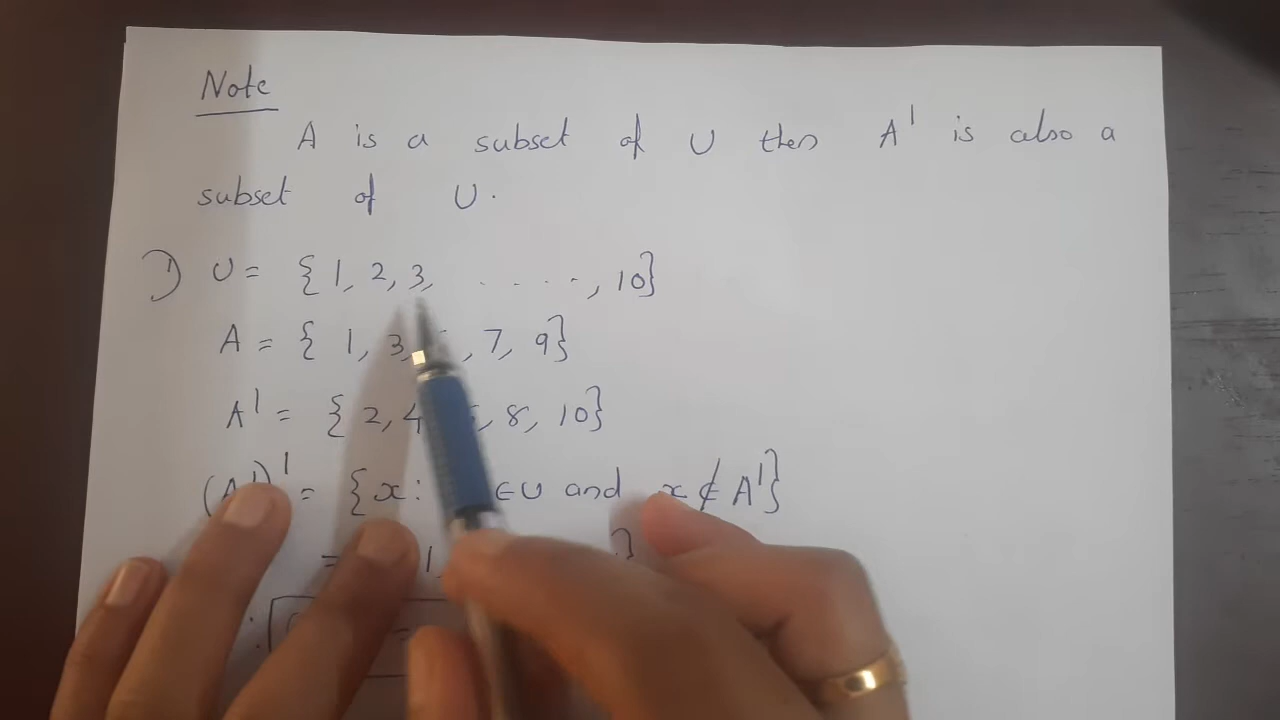 Note
A is a subset of U then A' is also a
subset of U.
1) U = {1, 2, 3, . . . . ., 10}
A = { 1, 3, , 7, 9}
A' = { 2, 4 , 8, 10}
(A')' = {x: ∈U and x ∉ A'}
= 1, }
=